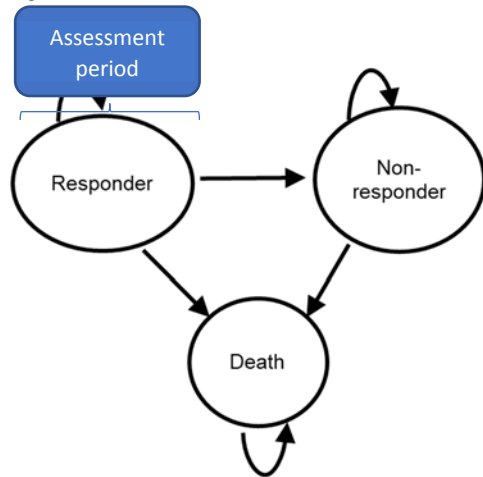 Assessment
period
Responder
Non-
responder
Death